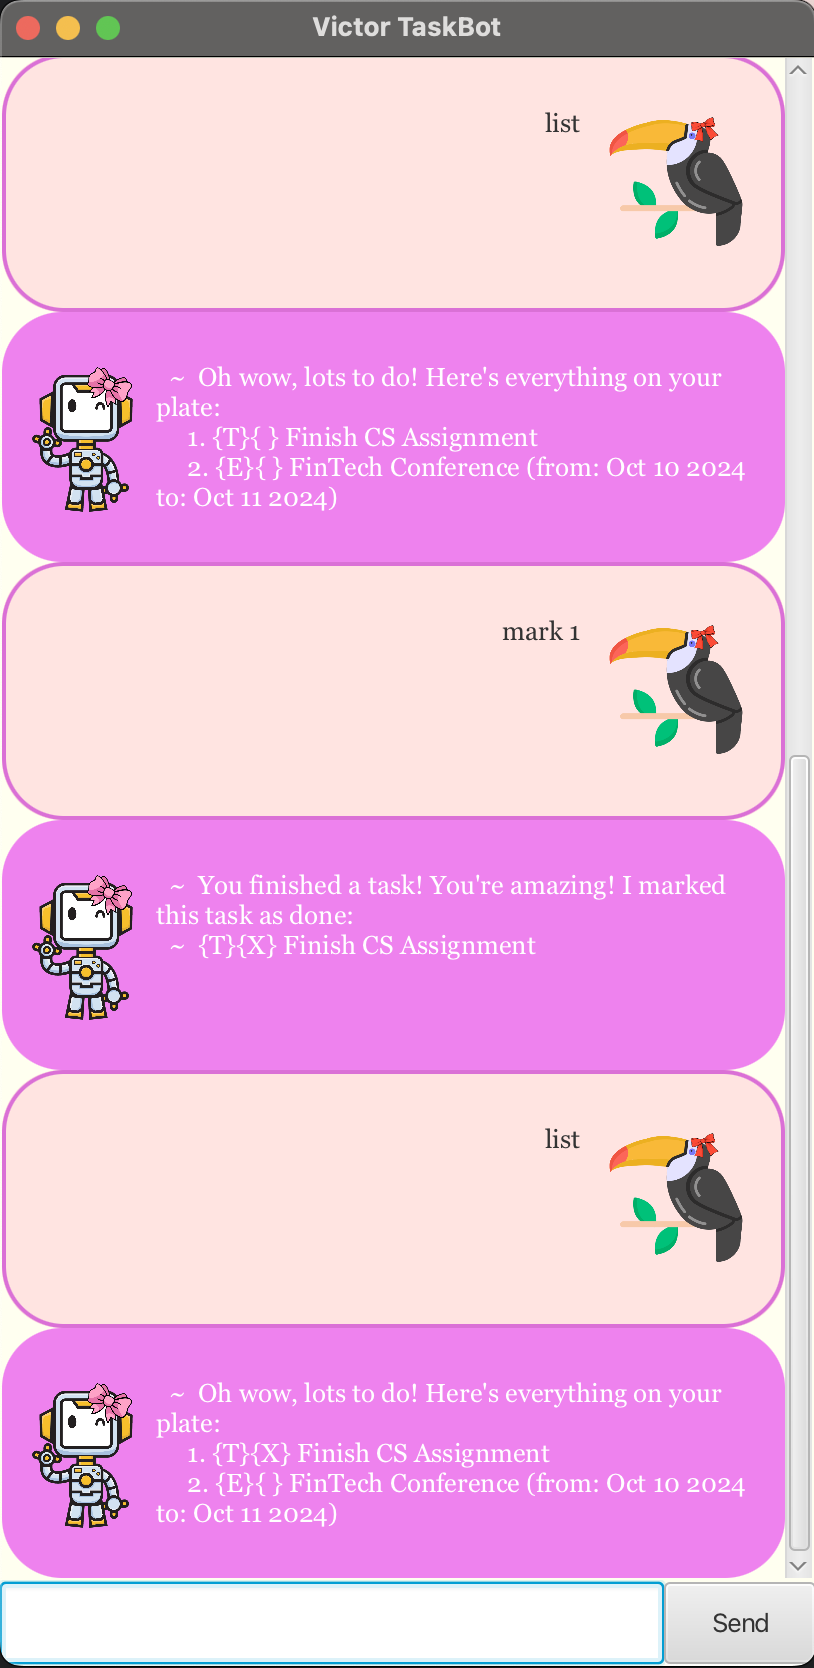 Victor TaskBot
list
~ Oh wow, lots to do! Here's everything on your
plate:
1. {T}{ } Finish CS Assignment
2. {E}{ } FinTech Conference (from: Oct 10 2024
to: Oct 11 2024)
mark 1
~ You finished a task! You're amazing! I marked
this task as done:
~ {T}{X} Finish CS Assignment
list
~ Oh wow, lots to do! Here's everything on your
plate:
1. {T}{X} Finish CS Assignment
2. {E}{ } FinTech Conference (from: Oct 10 2024
to: Oct 11 2024)
Send